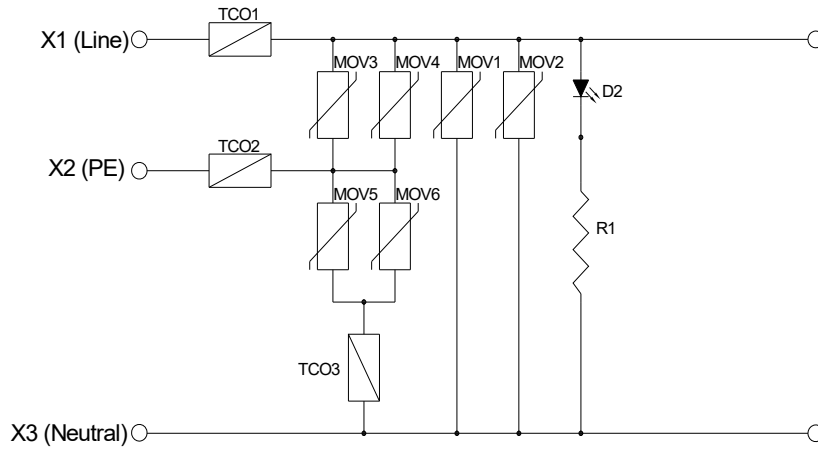 TCO1
X1 (Line)
MOV3 MOV4 MOV1 MOV2
D2
TCO2
X2 (PE)
MOV5 MOV6
R1
TCO3
X3 (Neutral)